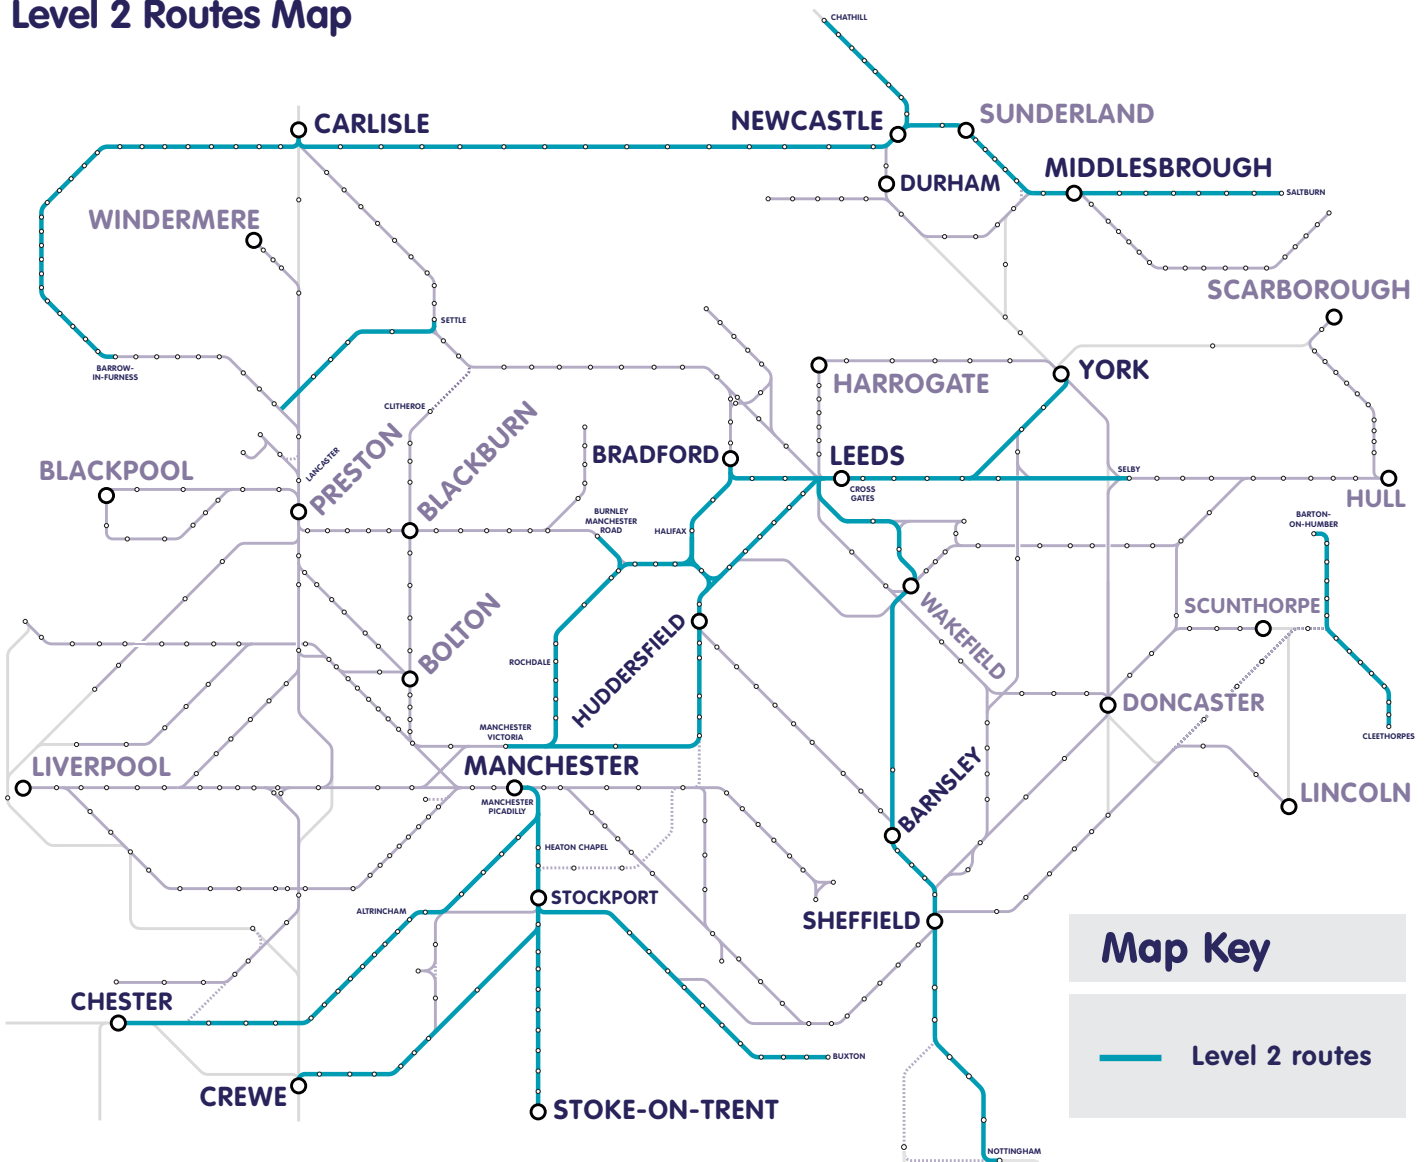 Level 2 Routes Map
CHATHILL
CARLISLE
NEWCASTLE
SUNDERLAND
MIDDLESBROUGH
DURHAM
SALTBURN
WINDERMERE
SCARBOROUGH
SETTLE
BARROW-
IN-FURNESS
HARROGATE
YORK
CLITHEROE
BLACKBURN
PRESTON
LANCASTER
BRADFORD
LEEDS
CROSS
GATES
SELBY
BLACKPOOL
HULL
BURNLEY
MANCHESTER
ROAD
HALIFAX
BARTON-
ON-HUMBER
SCUNTHORPE
WAKEFIELD
BOLTON
HUDDERSFIELD
ROCHDALE
DONCASTER
CLEETHORPES
MANCHESTER
VICTORIA
LIVERPOOL
MANCHESTER
MANCHESTER
PICADILLY
BARNSLEY
LINCOLN
HEATON CHAPEL
STOCKPORT
ALTRINCHAM
SHEFFIELD
CHESTER
BUXTON
CREWE
STOKE-ON-TRENT
NOTTINGHAM
Map Key
Level 2 routes